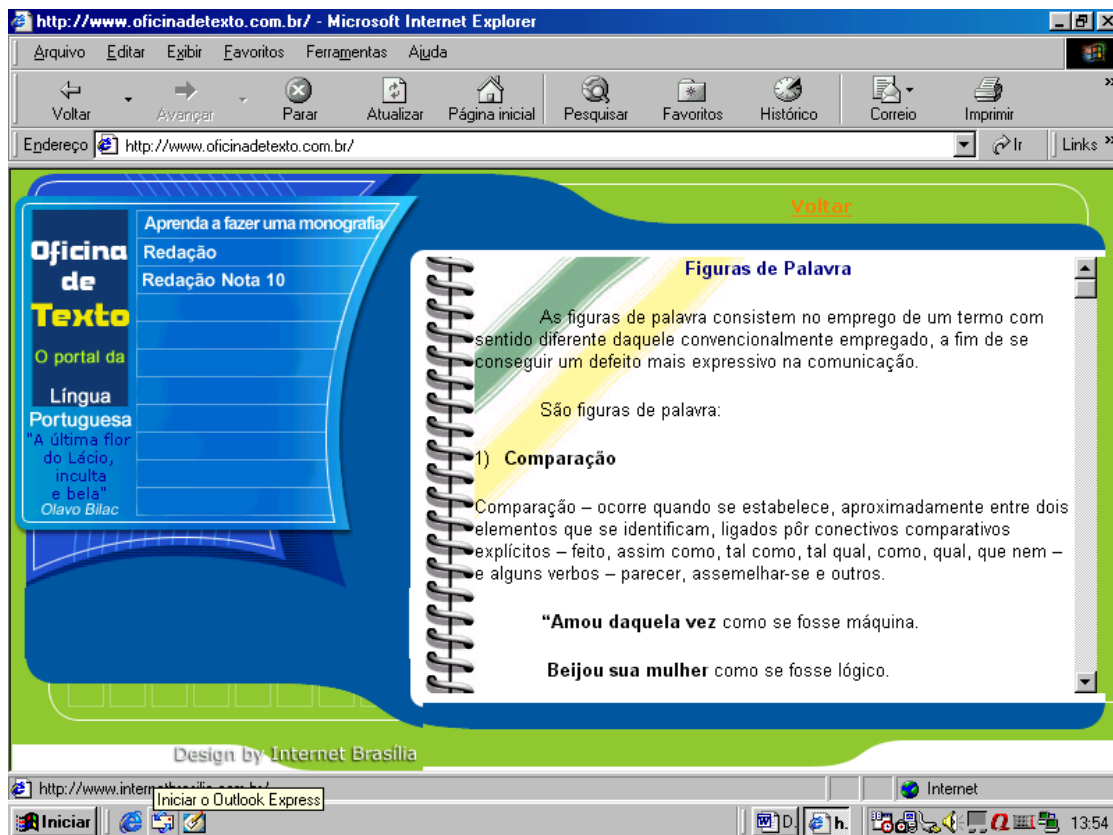 http://www.oficinadetexto.com.br/ - Microsoft Internet Explorer
Arquivo Editar Exibir Favoritos Ferramentas Ajuda
Voltar Avançar Parar Atualizar Página inicial Pesquisar Favoritos Histórico Correio Imprimir
Endereço http://www.oficinadetexto.com.br/ Ir Links
Voltar
Oficina
de
Texto
O portal da
Língua
Portuguesa
"A última flor
do Lácio,
inculta
e bela"
Olavo Bilac
Aprenda a fazer uma monografia
Redação
Redação Nota 10
Figuras de Palavra
As figuras de palavra consistem no emprego de um termo com
sentido diferente daquele convencionalmente empregado, a fim de se
conseguir um defeito mais expressivo na comunicação.
São figuras de palavra:
1) Comparação
Comparação – ocorre quando se estabelece, aproximadamente entre dois
elementos que se identificam, ligados pôr conectivos comparativos
explícitos – feito, assim como, tal como, tal qual, como, qual, que nem –
e alguns verbos – parecer, assemelhar-se e outros.
“Amou daquela vez como se fosse máquina.
Beijou sua mulher como se fosse lógico.
Design by Internet Brasília
http://www.inter
Iniciar o Outlook Express
Internet
Iniciar D. h. 13:54